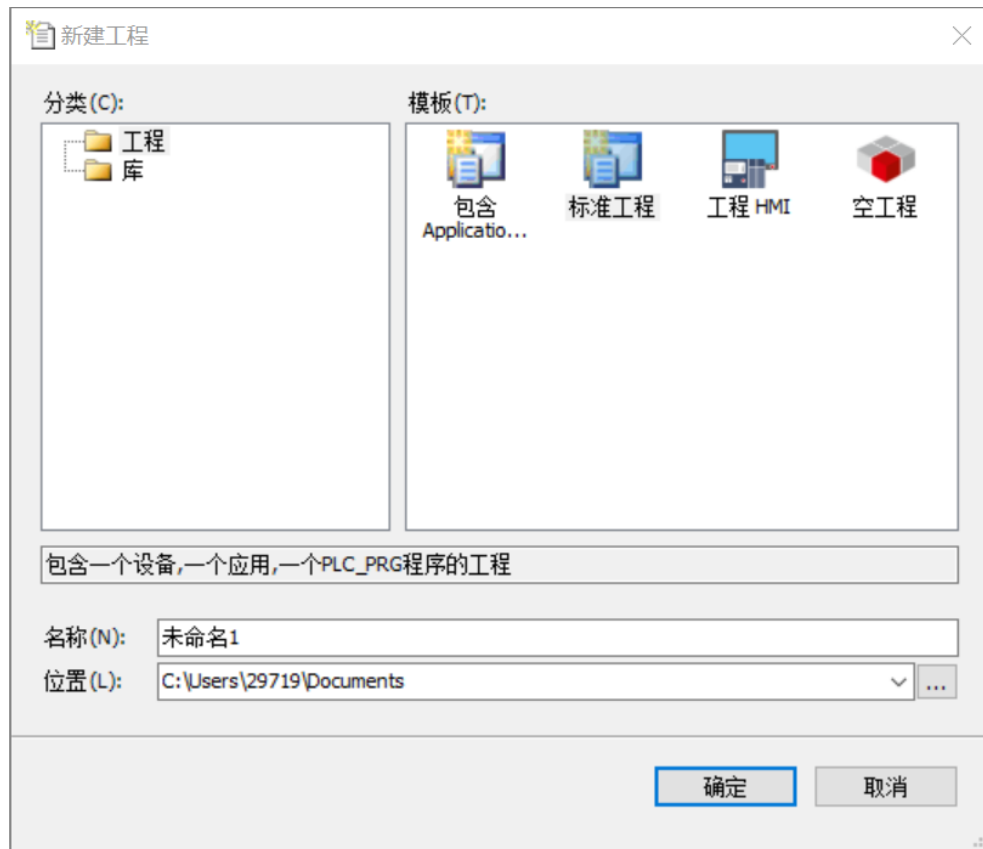 新建工程
分类(C):
工程
库
模板(T):
包含
Applicatio...
标准工程
工程 HMI
空工程
包含一个设备,一个应用,一个PLC_PRG程序的工程
名称(N):
未命名1
位置(L):
C:\Users\29719\Documents
...
确定
取消